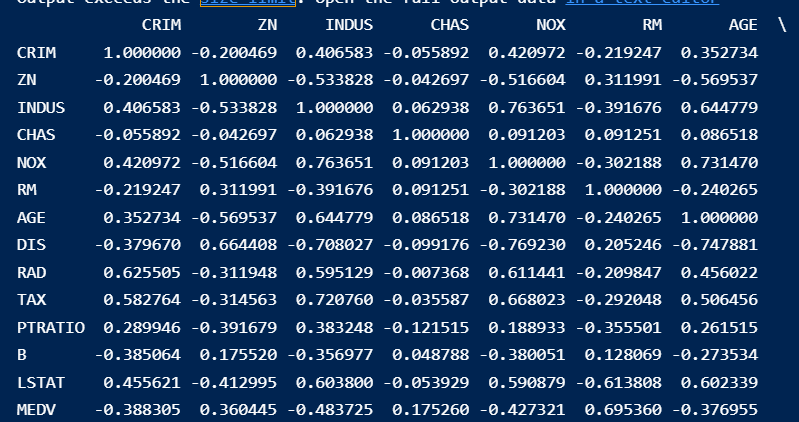 Output exceeds the size limit. Open the full output data in a text editor
CRIM ZN INDUS CHAS NOX RM AGE \
CRIM 1.000000 -0.200469 0.406583 -0.055892 0.420972 -0.219247 0.352734
ZN -0.200469 1.000000 -0.533828 -0.042697 -0.516604 0.311991 -0.569537
INDUS 0.406583 -0.533828 1.000000 0.062938 0.763651 -0.391676 0.644779
CHAS -0.055892 -0.042697 0.062938 1.000000 0.091203 0.091251 0.086518
NOX 0.420972 -0.516604 0.763651 0.091203 1.000000 -0.302188 0.731470
RM -0.219247 0.311991 -0.391676 0.091251 -0.302188 1.000000 -0.240265
AGE 0.352734 -0.569537 0.644779 0.086518 0.731470 -0.240265 1.000000
DIS -0.379670 0.664408 -0.708027 -0.099176 -0.769230 0.205246 -0.747881
RAD 0.625505 -0.311948 0.595129 -0.007368 0.611441 -0.209847 0.456022
TAX 0.582764 -0.314563 0.720760 -0.035587 0.668023 -0.292048 0.506456
PTRATIO 0.289946 -0.391679 0.383248 -0.121515 0.188933 -0.355501 0.261515
B -0.385064 0.175520 -0.356977 0.048788 -0.380051 0.128069 -0.273534
LSTAT 0.455621 -0.412995 0.603800 -0.053929 0.590879 -0.613808 0.602339
MEDV -0.388305 0.360445 -0.483725 0.175260 -0.427321 0.695360 -0.376955